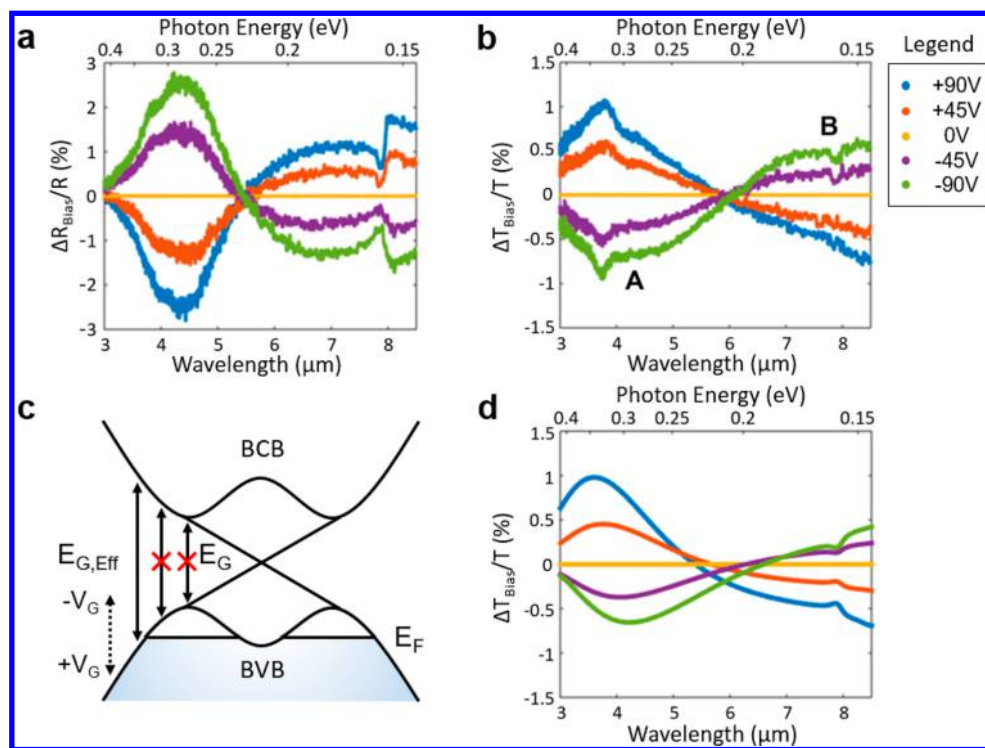 a
Photon Energy (eV)
0.4 0.3 0.25 0.2 0.15
3
2
1
0
-1
-2
-3
ΔR_Bias/R (%)
3 4 5 6 7 8
Wavelength (μm)
b
Photon Energy (eV)
0.4 0.3 0.25 0.2 0.15
1.5
1
0.5
0
-0.5
-1
-1.5
ΔT_Bias/T (%)
A
B
3 4 5 6 7 8
Wavelength (μm)
Legend
+90V
+45V
0V
-45V
-90V
c
BCB
E_G,Eff
E_G
-V_G
+V_G
E_F
BVB
d
Photon Energy (eV)
0.4 0.3 0.25 0.2 0.15
1.5
1
0.5
0
-0.5
-1
-1.5
ΔT_Bias/T (%)
3 4 5 6 7 8
Wavelength (μm)